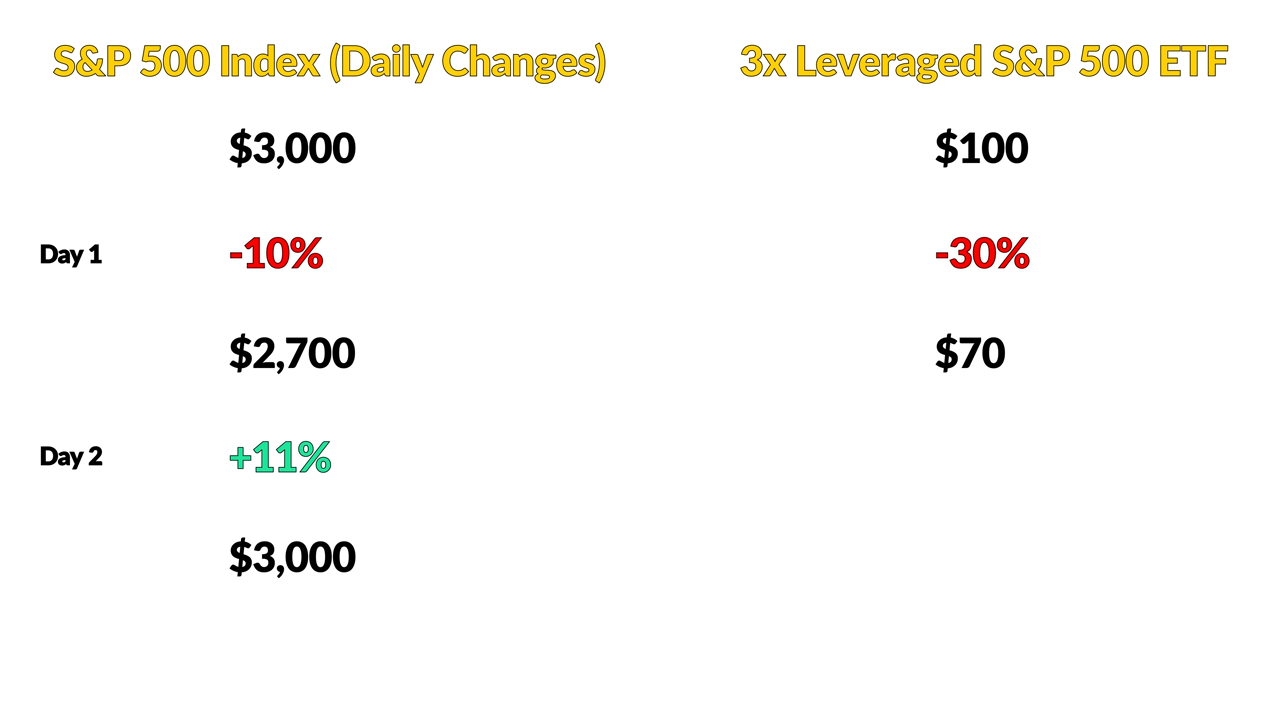 S&P 500 Index (Daily Changes) 3x Leveraged S&P 500 ETF
$3,000 $100
Day 1 -10% -30%
$2,700 $70
Day 2 +11%
$3,000